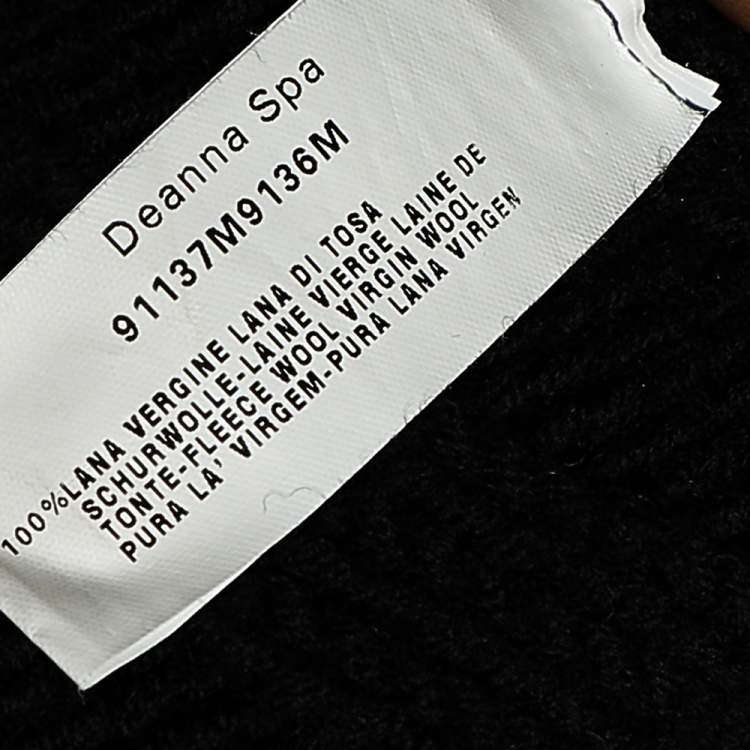 Deanna Spa
91137M9136M
100%LANA VERGINE LANA DI TOSA
SCHURWOLLE-LAINE VIERGE LAINE DE
TONTE-FLEECE WOOL VIRGIN WOOL
PURA LA' VIRGEM-PURA LANA VIRGEN